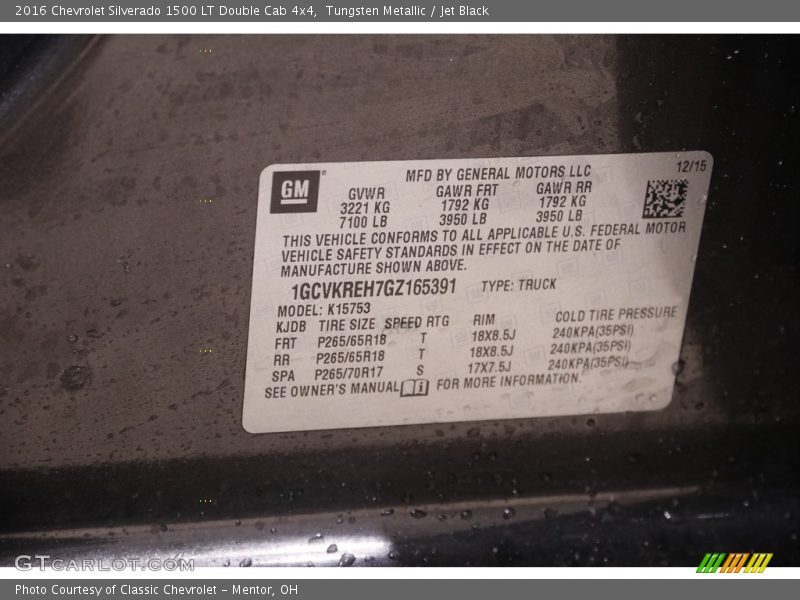 2016 Chevrolet Silverado 1500 LT Double Cab 4x4, Tungsten Metallic / Jet Black
12/15
GM
MFD BY GENERAL MOTORS LLC
GVWR GAWR FRT GAWR RR
3221 KG 1792 KG 1792 KG
7100 LB 3950 LB 3950 LB
THIS VEHICLE CONFORMS TO ALL APPLICABLE U.S. FEDERAL MOTOR
VEHICLE SAFETY STANDARDS IN EFFECT ON THE DATE OF
MANUFACTURE SHOWN ABOVE.
1GCVKREH7GZ165391 TYPE: TRUCK
MODEL: K15753
KJDB TIRE SIZE SPEED RTG RIM COLD TIRE PRESSURE
FRT P265/65R18 T 18X8.5J 240KPA(35PSI)
RR P265/65R18 T 18X8.5J 240KPA(35PSI)
SPA P265/70R17 S 17X7.5J 240KPA(35PSI)
SEE OWNER'S MANUAL FOR MORE INFORMATION.
GTCARLOT.COM
Photo Courtesy of Classic Chevrolet - Mentor, OH